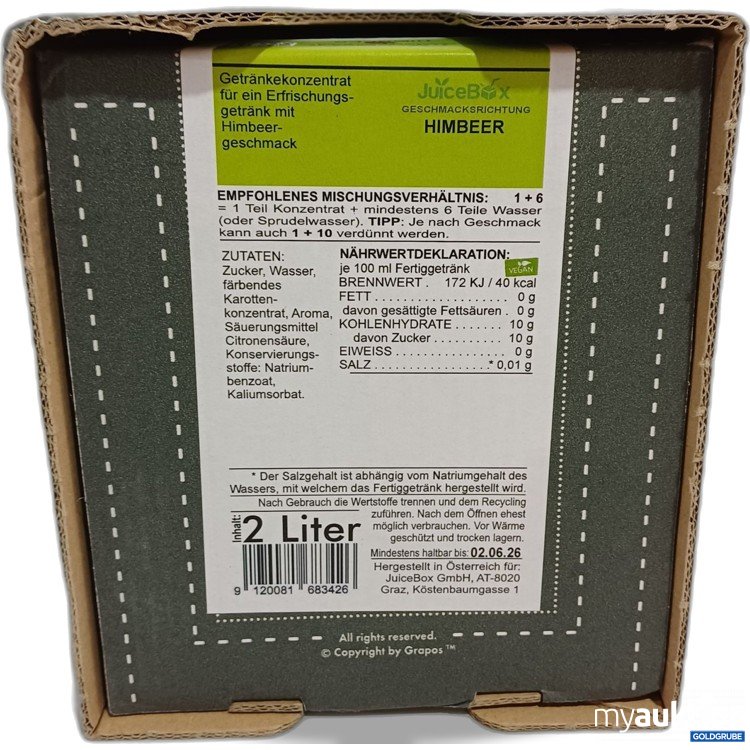 Getränkekonzentrat
für ein Erfrischungs-
getränk mit
Himbeer-
geschmack
JuiceBox
GESCHMACKSRICHTUNG
HIMBEER
EMPFOHLENES MISCHUNGSVERHÄLTNIS: 1 + 6
= 1 Teil Konzentrat + mindestens 6 Teile Wasser
(oder Sprudelwasser). TIPP: Je nach Geschmack
kann auch 1 + 10 verdünnt werden.
ZUTATEN:
Zucker, Wasser,
färbendes
Karotten-
konzentrat, Aroma,
Säuerungsmittel
Citronensäure,
Konservierungs-
stoffe: Natrium-
benzoat,
Kaliumsorbat.
NÄHRWERTDEKLARATION:
je 100 ml Fertiggetränk
VEGAN
BRENNWERT . 172 KJ / 40 kcal
FETT . . . . . . . . . . . . . . . . . . 0 g
davon gesättigte Fettsäuren . 0 g
KOHLENHYDRATE . . . . . . . 10 g
davon Zucker . . . . . . . . . . . 10 g
EIWEISS . . . . . . . . . . . . . . . 0 g
SALZ . . . . . . . . . . . . . . . . .* 0,01 g
* Der Salzgehalt ist abhängig vom Natriumgehalt des
Wassers, mit welchem das Fertiggetränk hergestellt wird.
Nach Gebrauch die Wertstoffe trennen und dem Recycling
zuführen. Nach dem Öffnen ehest
möglich verbrauchen. Vor Wärme
geschützt und trocken lagern.
Inhalt:
2 Liter
Mindestens haltbar bis: 02.06.26
Hergestellt in Österreich für:
JuiceBox GmbH, AT-8020
Graz, Köstenbaumgasse 1
9 120081 683426
All rights reserved.
© Copyright by Grapos ™
myau
GOLDGRUBE